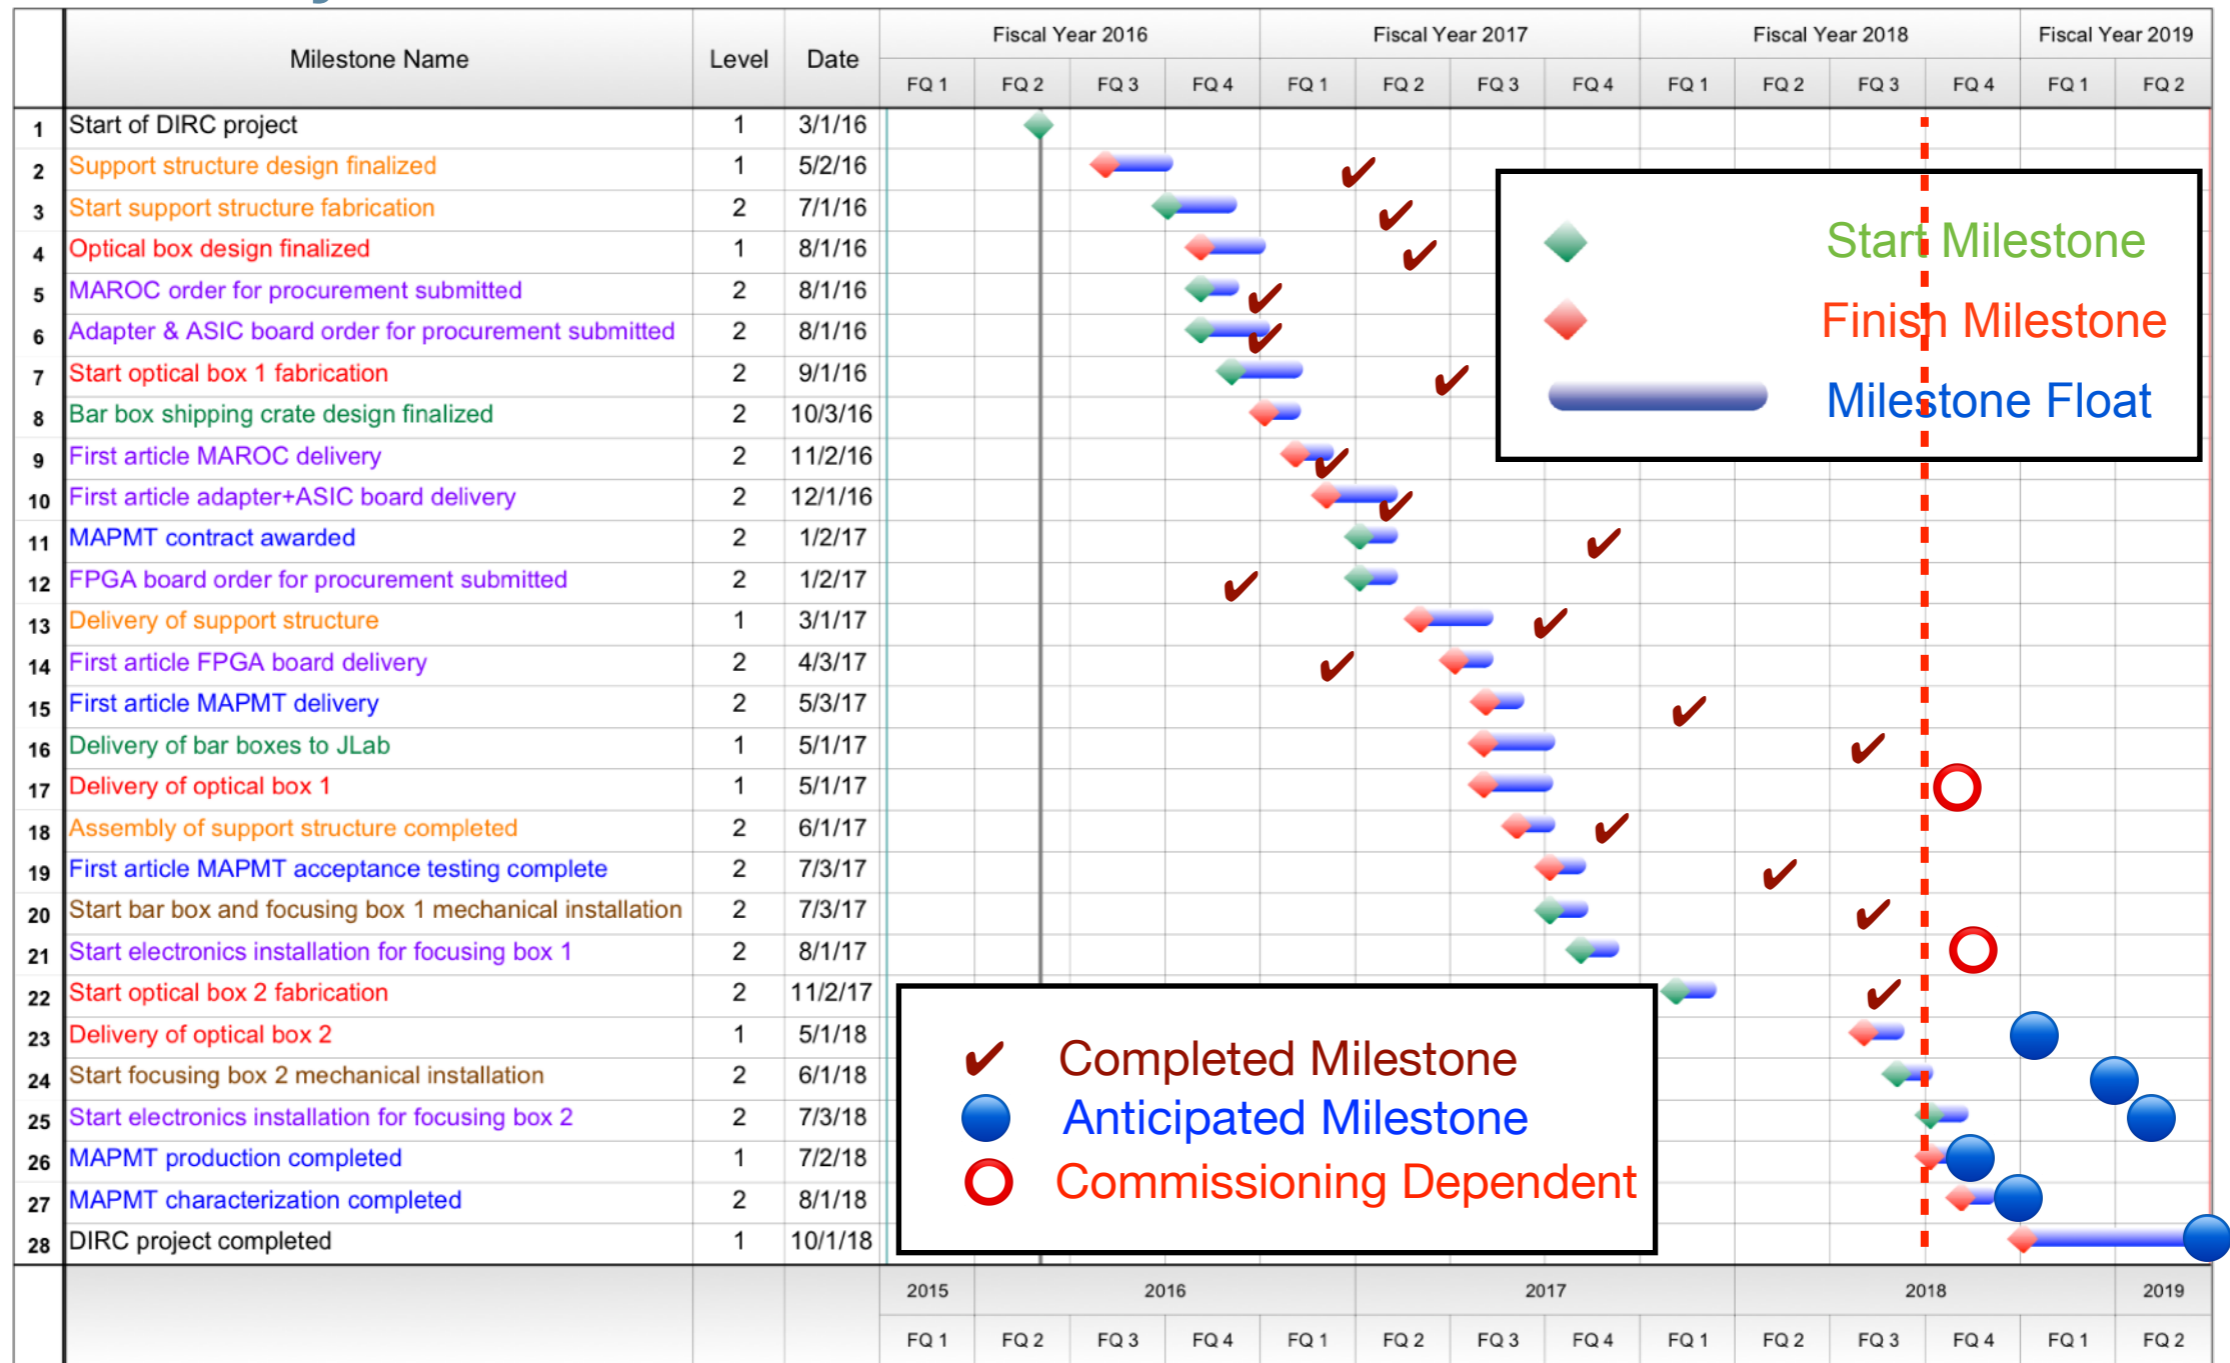 Milestone Name Level Date Fiscal Year 2016 Fiscal Year 2017 Fiscal Year 2018 Fiscal Year 2019
FQ 1 FQ 2 FQ 3 FQ 4 FQ 1 FQ 2 FQ 3 FQ 4 FQ 1 FQ 2 FQ 3 FQ 4 FQ 1 FQ 2
1 Start of DIRC project 1 3/1/16
2 Support structure design finalized 1 5/2/16
3 Start support structure fabrication 2 7/1/16
4 Optical box design finalized 1 8/1/16
5 MAROC order for procurement submitted 2 8/1/16
6 Adapter & ASIC board order for procurement submitted 2 8/1/16
7 Start optical box 1 fabrication 2 9/1/16
8 Bar box shipping crate design finalized 2 10/3/16
9 First article MAROC delivery 2 11/2/16
10 First article adapter+ASIC board delivery 2 12/1/16
11 MAPMT contract awarded 2 1/2/17
12 FPGA board order for procurement submitted 2 1/2/17
13 Delivery of support structure 1 3/1/17
14 First article FPGA board delivery 2 4/3/17
15 First article MAPMT delivery 2 5/3/17
16 Delivery of bar boxes to JLab 1 5/1/17
17 Delivery of optical box 1 1 5/1/17
18 Assembly of support structure completed 2 6/1/17
19 First article MAPMT acceptance testing complete 2 7/3/17
20 Start bar box and focusing box 1 mechanical installation 2 7/3/17
21 Start electronics installation for focusing box 1 2 8/1/17
22 Start optical box 2 fabrication 2 11/2/17
23 Delivery of optical box 2 1 5/1/18
24 Start focusing box 2 mechanical installation 2 6/1/18
25 Start electronics installation for focusing box 2 2 7/3/18
26 MAPMT production completed 1 7/2/18
27 MAPMT characterization completed 2 8/1/18
28 DIRC project completed 1 10/1/18
Start Milestone
Finish Milestone
Milestone Float
Completed Milestone
Anticipated Milestone
Commissioning Dependent
2015 2016 2017 2018 2019
FQ 1 FQ 2 FQ 3 FQ 4 FQ 1 FQ 2 FQ 3 FQ 4 FQ 1 FQ 2 FQ 3 FQ 4 FQ 1 FQ 2